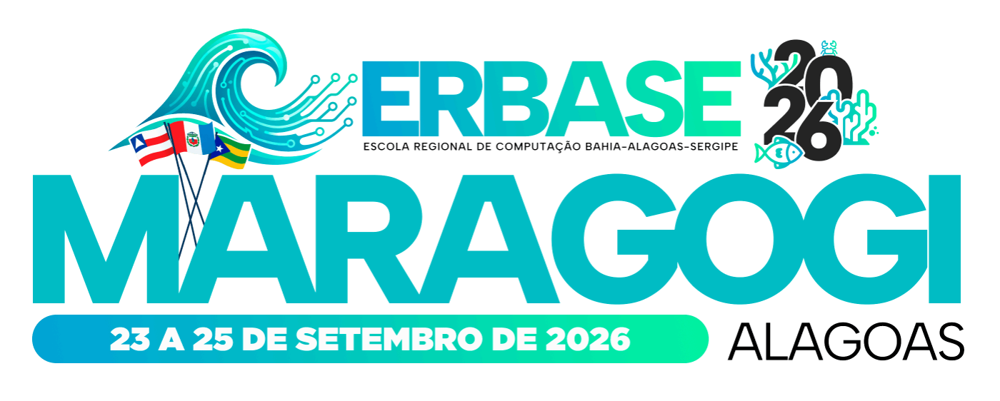 ERBASE
2026
ESCOLA REGIONAL DE COMPUTAÇÃO BAHIA-ALAGOAS-SERGIPE
MARAGOGI
23 A 25 DE SETEMBRO DE 2026
ALAGOAS